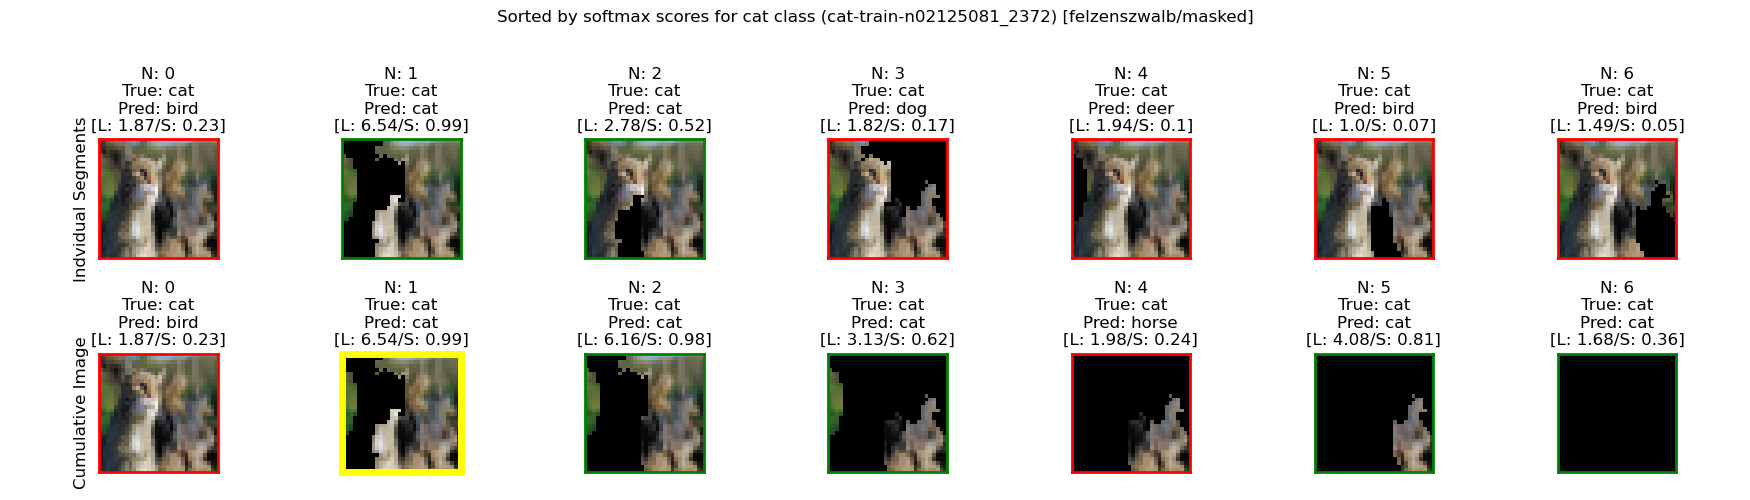 Sorted by softmax scores for cat class (cat-train-n02125081_2372) [felzenszwalb/masked]
Indvidual Segments
N: 0
True: cat
Pred: bird
[L: 1.87/S: 0.23]
N: 1
True: cat
Pred: cat
[L: 6.54/S: 0.99]
N: 2
True: cat
Pred: cat
[L: 2.78/S: 0.52]
N: 3
True: cat
Pred: dog
[L: 1.82/S: 0.17]
N: 4
True: cat
Pred: deer
[L: 1.94/S: 0.1]
N: 5
True: cat
Pred: bird
[L: 1.0/S: 0.07]
N: 6
True: cat
Pred: bird
[L: 1.49/S: 0.05]
Cumulative Image
N: 0
True: cat
Pred: bird
[L: 1.87/S: 0.23]
N: 1
True: cat
Pred: cat
[L: 6.54/S: 0.99]
N: 2
True: cat
Pred: cat
[L: 6.16/S: 0.98]
N: 3
True: cat
Pred: cat
[L: 3.13/S: 0.62]
N: 4
True: cat
Pred: horse
[L: 1.98/S: 0.24]
N: 5
True: cat
Pred: cat
[L: 4.08/S: 0.81]
N: 6
True: cat
Pred: cat
[L: 1.68/S: 0.36]